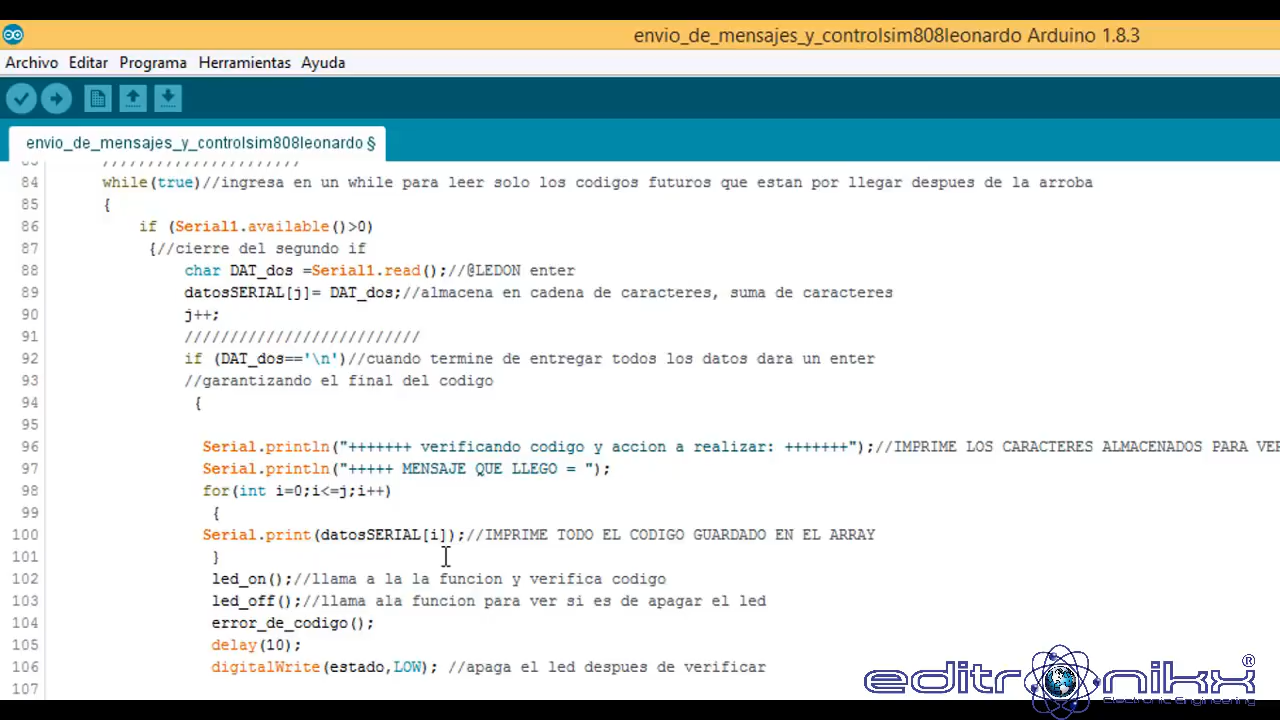 envio_de_mensajes_y_controlsim808leonardo Arduino 1.8.3
Archivo Editar Programa Herramientas Ayuda
envio_de_mensajes_y_controlsim808leonardo §
83 //////////////////////
84 while(true)//ingresa en un while para leer solo los codigos futuros que estan por llegar despues de la arroba
85 {
86 if (Serial1.available()>0)
87 {//cierre del segundo if
88 char DAT_dos =Serial1.read();//@LEDON enter
89 datosSERIAL[j]= DAT_dos;//almacena en cadena de caracteres, suma de caracteres
90 j++;
91 //////////////////////////
92 if (DAT_dos=='\n')//cuando termine de entregar todos los datos dara un enter
93 //garantizando el final del codigo
94 {
95
96 Serial.println("+++++++ verificando codigo y accion a realizar: +++++++");//IMPRIME LOS CARACTERES ALMACENADOS PARA VER
97 Serial.println("+++++ MENSAJE QUE LLEGO = ");
98 for(int i=0;i<=j;i++)
99 {
100 Serial.print(datosSERIAL[i]);//IMPRIME TODO EL CODIGO GUARDADO EN EL ARRAY
101 }
102 led_on();//llama a la la funcion y verifica codigo
103 led_off();//llama ala funcion para ver si es de apagar el led
104 error_de_codigo();
105 delay(10);
106 digitalWrite(estado,LOW); //apaga el led despues de verificar
107
editronikx ®
Electronic Engineering